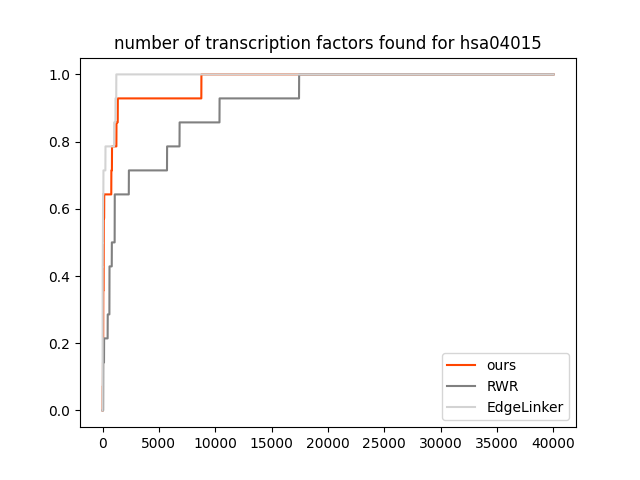 number of transcription factors found for hsa04015
1.0
0.8
0.6
0.4
0.2
0.0
ours
RWR
EdgeLinker
0 5000 10000 15000 20000 25000 30000 35000 40000